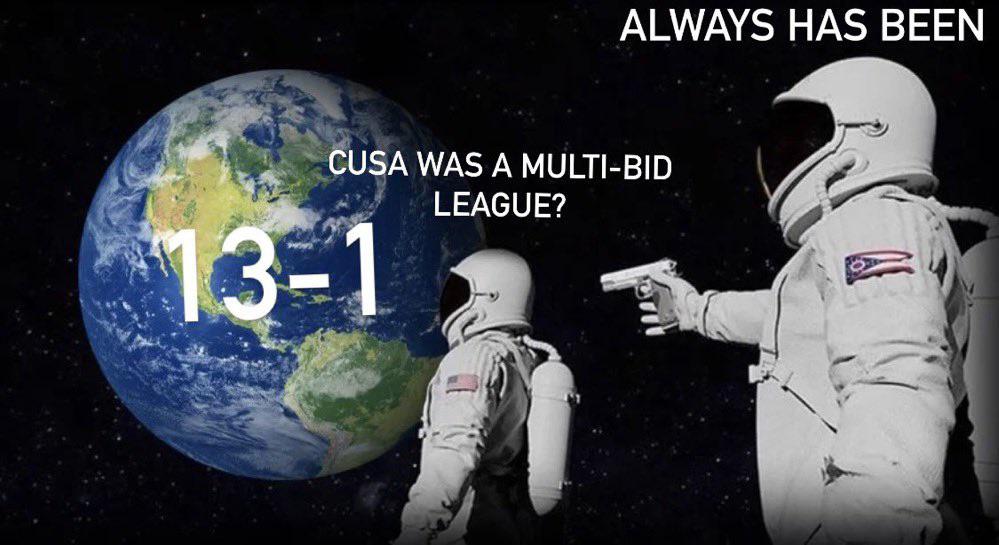 ALWAYS HAS BEEN
CUSA WAS A MULTI-BID
LEAGUE?
13-1